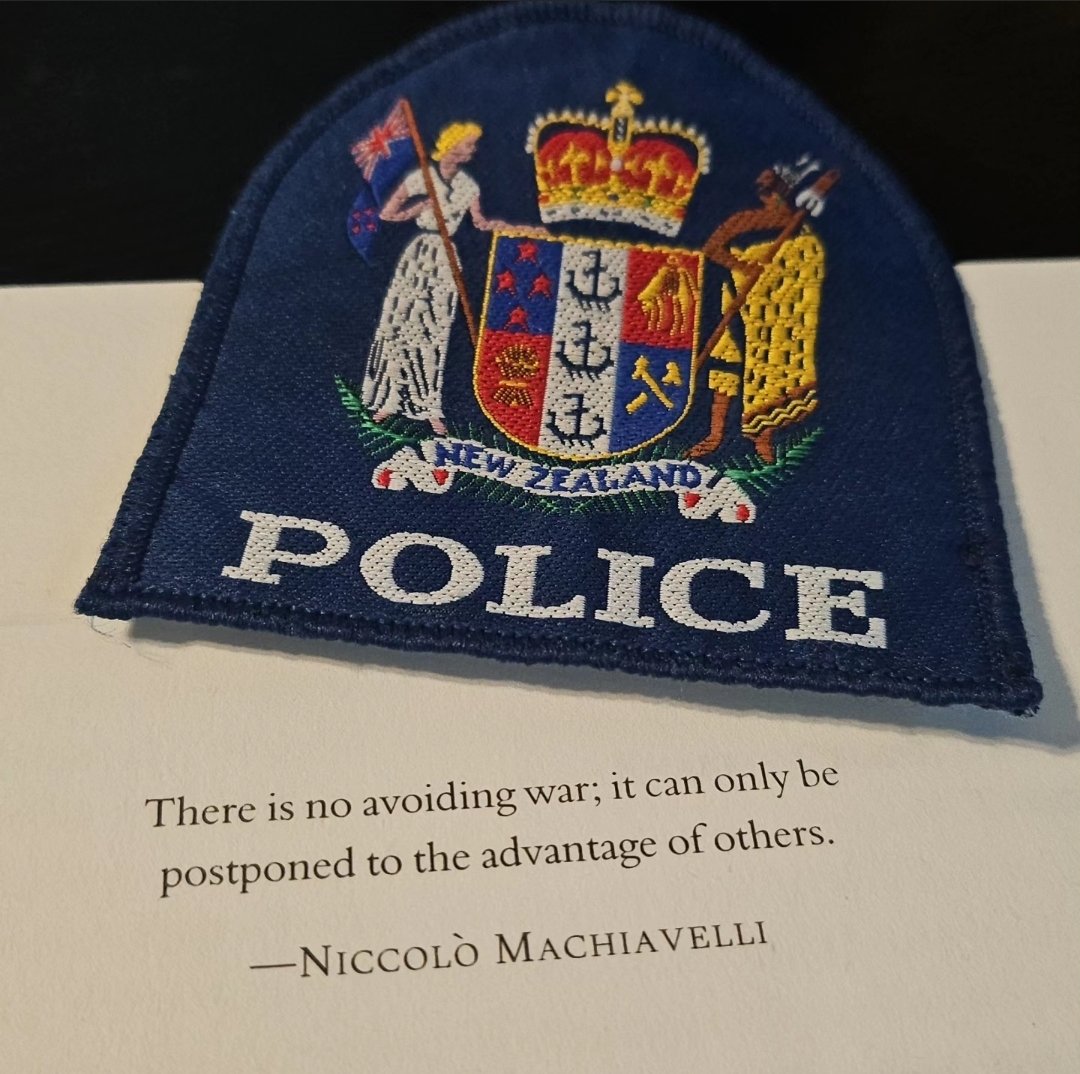 NEW ZEALAND
POLICE
There is no avoiding war; it can only be
postponed to the advantage of others.
—NICCOLÒ MACHIAVELLI